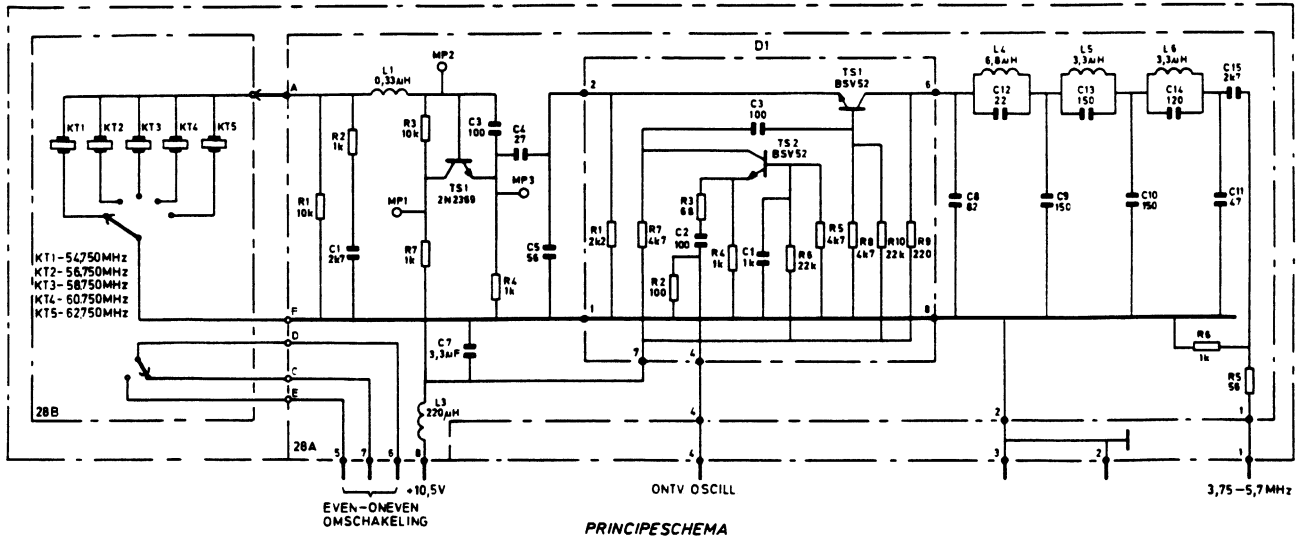 MP2
D1
L4
6,8µH
L5
3,3µH
L6
3,3µH
C15
2k7
L1
0,33µH
TS1
BSV52
C12
22
C13
150
C14
120
A
2
6
KT1
KT2
KT3
KT4
KT5
R2
1k
R3
10k
C3
100
C4
27
C3
100
TS2
BSV52
TS1
2N2369
MP3
MP1
R1
10k
R3
68
C2
100
C8
82
C9
150
C10
150
C11
47
C1
2k7
R7
1k
C5
56
R4
1k
R1
2k2
R7
4k7
R2
100
R4
1k
C1
1k
R6
22k
R5
4k7
R8
4k7
R10
22k
R9
220
KT1-54,750MHz
KT2-56,750MHz
KT3-58,750MHz
KT4-60,750MHz
KT5-62,750MHz
F
1
8
D
C7
3,3µF
7
4
R6
1k
C
E
R5
56
28B
L3
220µH
28A
4
2
1
5
7
6
8
4
3
2
1
+10,5V
EVEN-ONEVEN
OMSCHAKELING
ONTV OSCILL
3,75-5,7MHz
PRINCIPESCHEMA